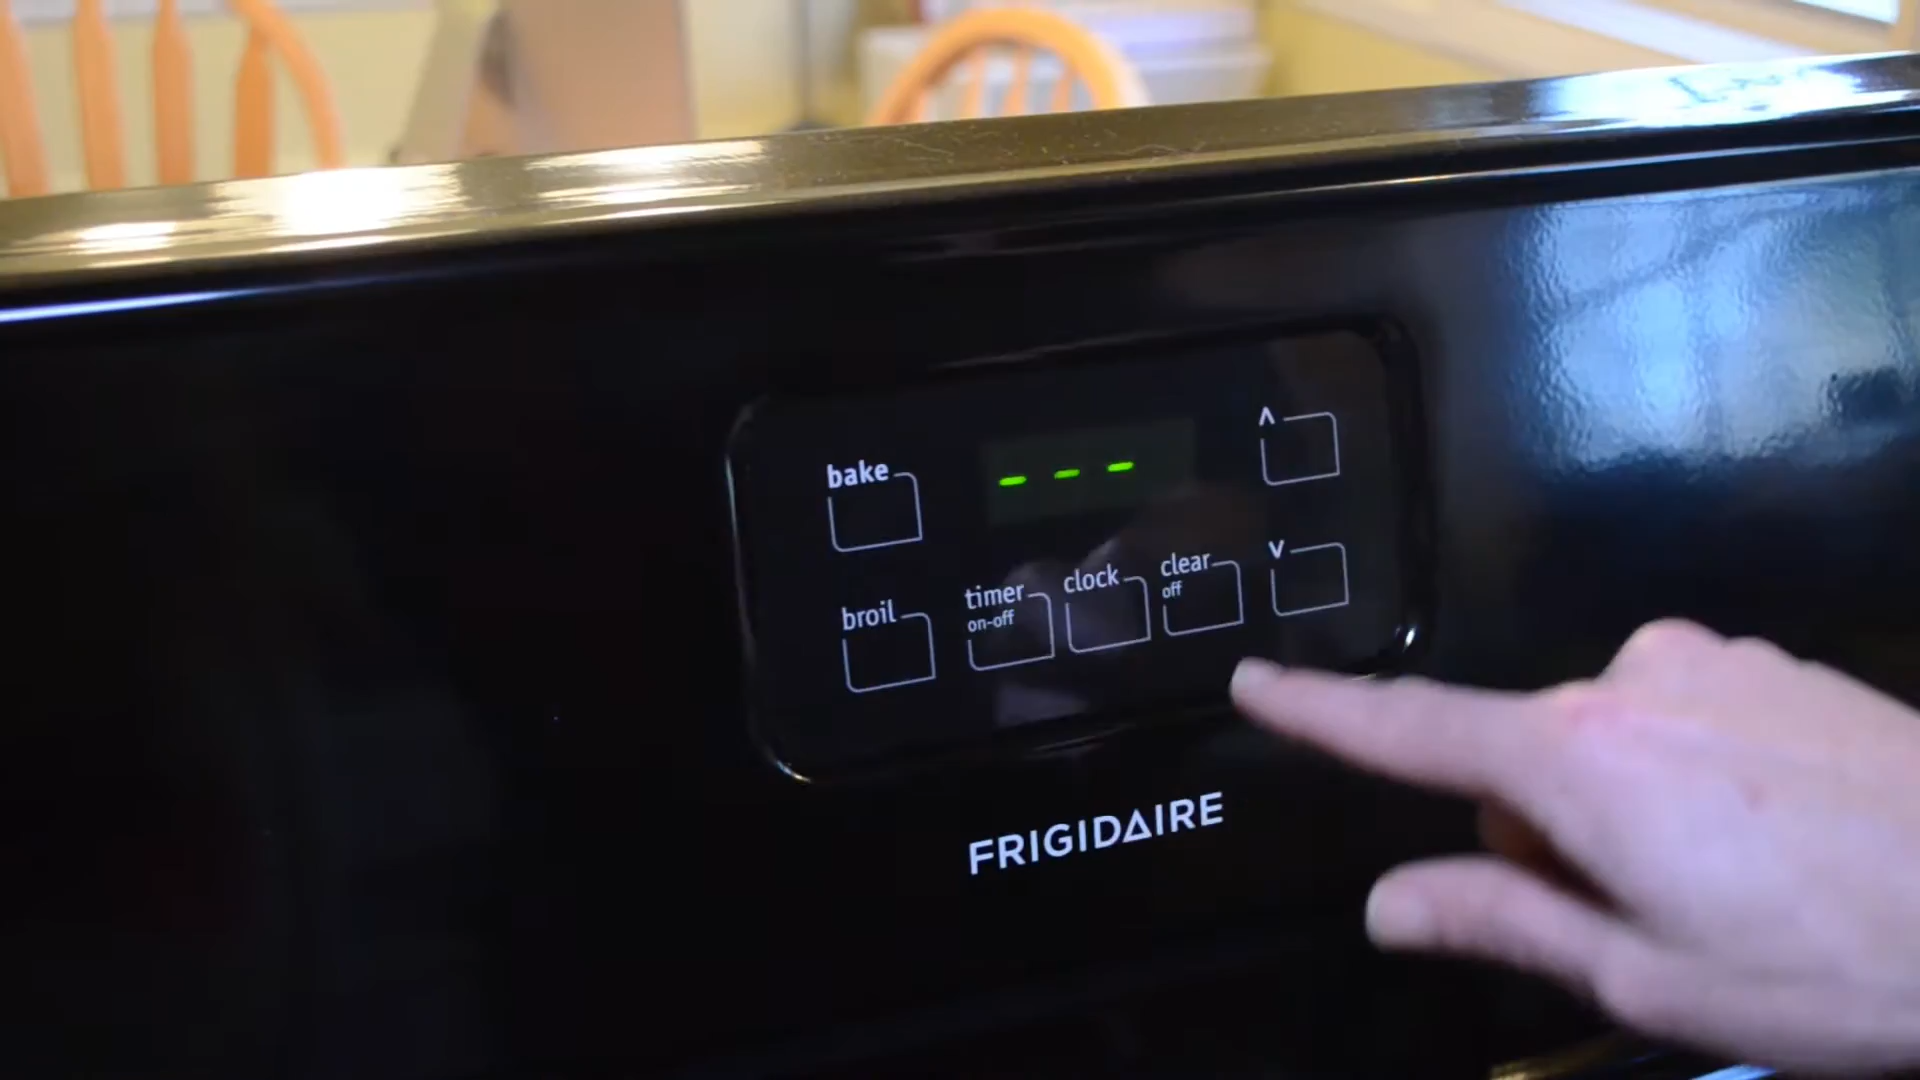 bake
- - -
^
broil
timer
on-off
clock
clear
off
v
FRIGIDAIRE